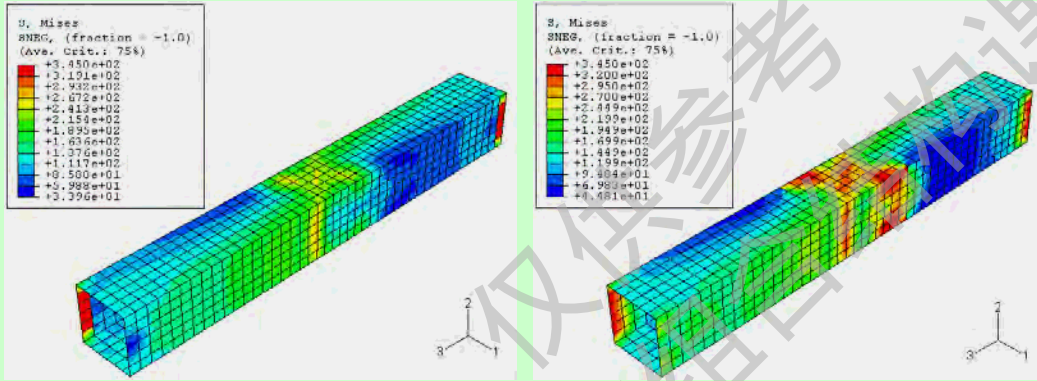 S, Mises
SNEG, (fraction = -1.0)
(Ave. Crit.: 75%)
+3.450e+02
+3.191e+02
+2.932e+02
+2.672e+02
+2.413e+02
+2.154e+02
+1.895e+02
+1.636e+02
+1.376e+02
+1.117e+02
+8.580e+01
+5.988e+01
+3.396e+01
2
3
1
S, Mises
SNEG, (fraction = -1.0)
(Ave. Crit.: 75%)
+3.450e+02
+3.200e+02
+2.950e+02
+2.700e+02
+2.449e+02
+2.199e+02
+1.949e+02
+1.699e+02
+1.449e+02
+1.199e+02
+9.484e+01
+6.983e+01
+4.481e+01
2
3
1
仅供参考